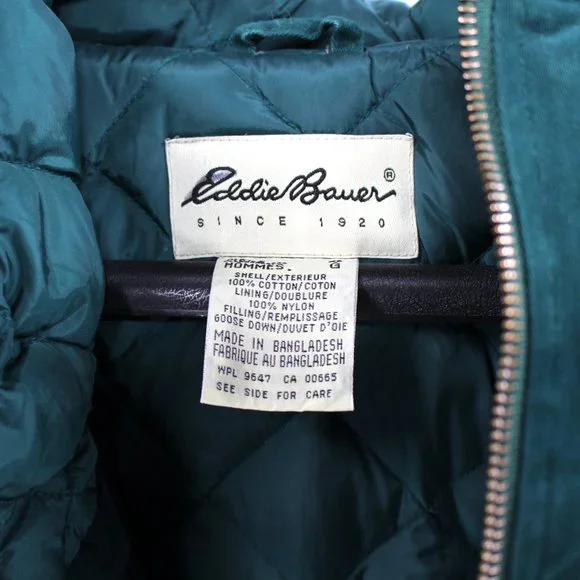 Eddie Bauer ®
SINCE 1920
HOMMES. G
SHELL/EXTERIEUR
100% COTTON/COTON
LINING/DOUBLURE
100% NYLON
FILLING/REMPLISSAGE
GOOSE DOWN/DUVET D'OIE
MADE IN BANGLADESH
FABRIQUE AU BANGLADESH
WPL 9647 CA 00665
SEE SIDE FOR CARE